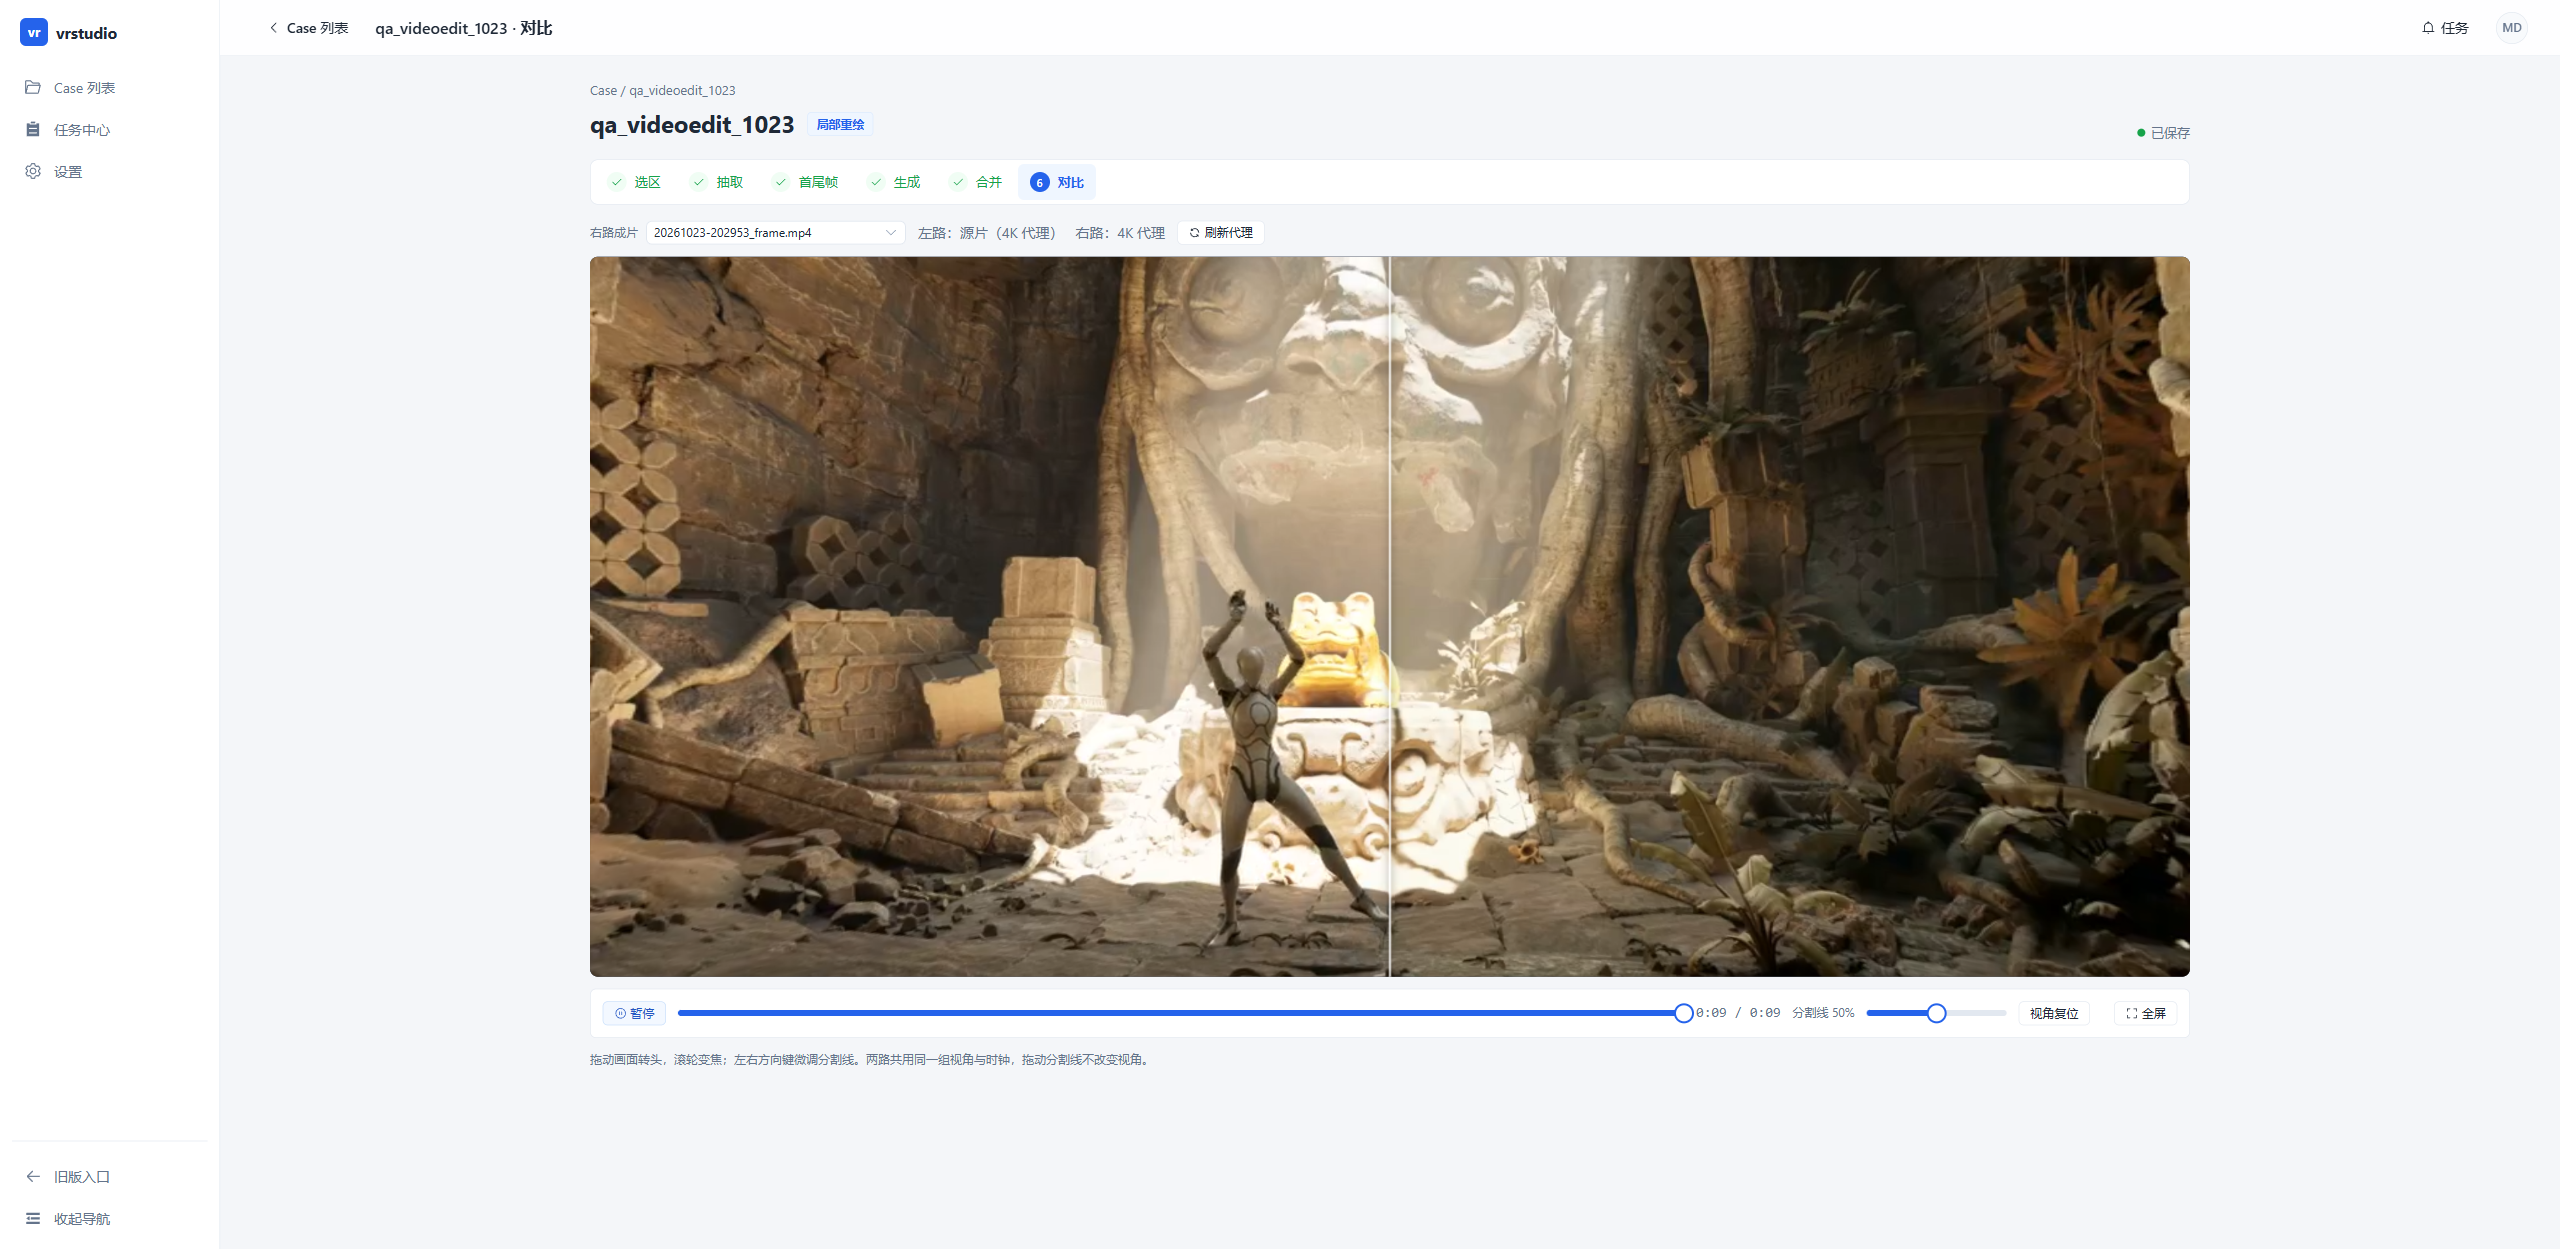 vr vrstudio
Case 列表
任务中心
设置
旧版入口
收起导航
Case 列表 qa_videoedit_1023 · 对比
任务 MD
Case / qa_videoedit_1023
qa_videoedit_1023 局部重绘
已保存
选区 抽取 首尾帧 生成 合并 6 对比
右路成片 20261023-202953_frame.mp4 左路：源片（4K 代理） 右路：4K 代理 刷新代理
暂停 0:09 / 0:09 分割线 50% 视角复位 全屏
拖动画面转头，滚轮变焦；左右方向键微调分割线。两路共用同一组视角与时钟，拖动分割线不改变视角。